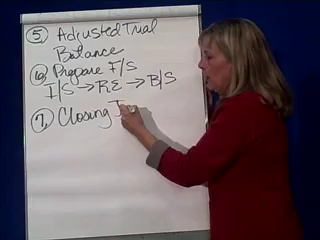 5. Adjusted Trial
Balance
6. Prepare F/S
I/S → RE → B/S
7. Closing